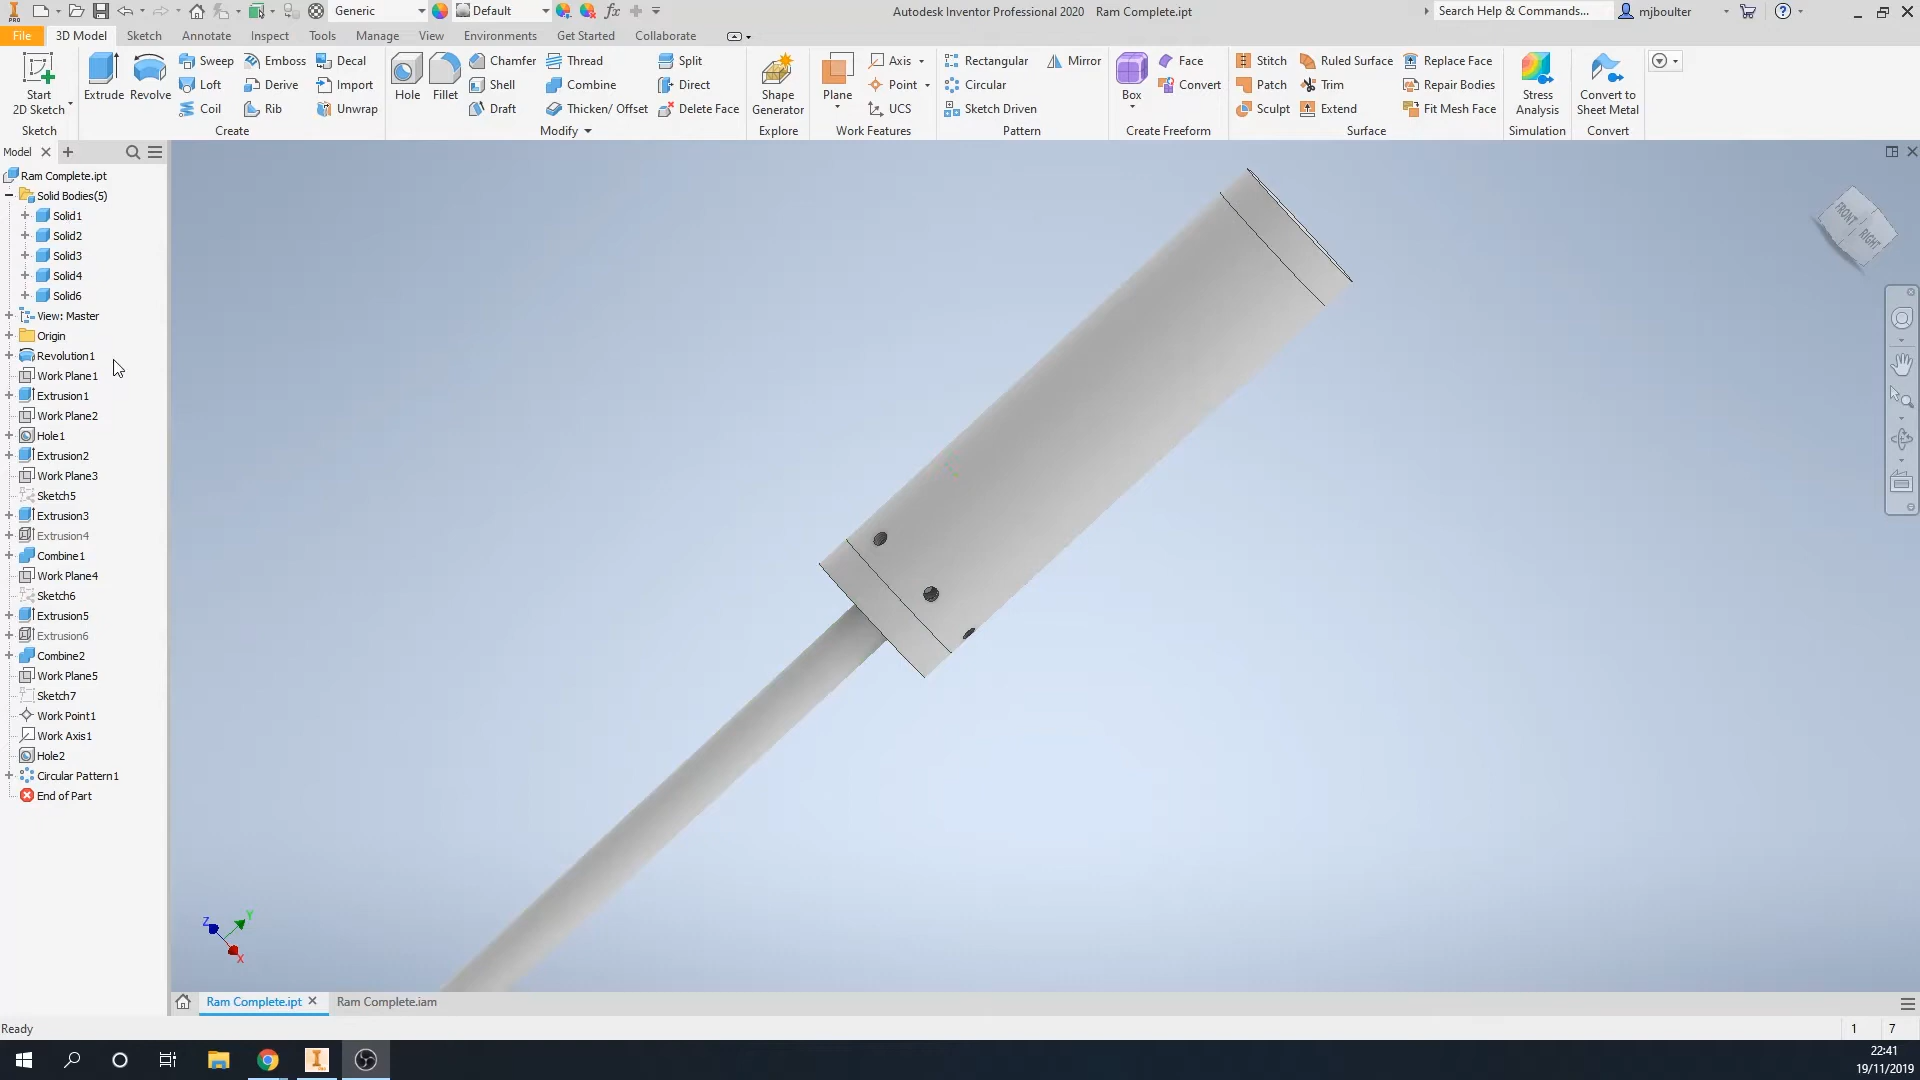 PRO Generic Default fx Autodesk Inventor Professional 2020 Ram Complete.ipt Search Help & Commands... mjboulter
File 3D Model Sketch Annotate Inspect Tools Manage View Environments Get Started Collaborate
Start 2D Sketch Extrude Revolve Sweep Emboss Decal Hole Fillet Chamfer Thread Split Shape Generator Plane Axis Rectangular Mirror Box Face Stitch Ruled Surface Replace Face Stress Analysis Convert to Sheet Metal
Loft Derive Import Shell Combine Direct Point Circular Convert Patch Trim Repair Bodies
Coil Rib Unwrap Draft Thicken/ Offset Delete Face UCS Sketch Driven Sculpt Extend Fit Mesh Face
Sketch Create Modify Explore Work Features Pattern Create Freeform Surface Simulation Convert
Model
Ram Complete.ipt
Solid Bodies(5)
Solid1
Solid2
Solid3
Solid4
Solid6
View: Master
Origin
Revolution1
Work Plane1
Extrusion1
Work Plane2
Hole1
Extrusion2
Work Plane3
Sketch5
Extrusion3
Extrusion4
Combine1
Work Plane4
Sketch6
Extrusion5
Extrusion6
Combine2
Work Plane5
Sketch7
Work Point1
Work Axis1
Hole2
Circular Pattern1
End of Part
FRONT RIGHT
Z Y
X
Ram Complete.ipt Ram Complete.iam
Ready 1 7
22:41
19/11/2019